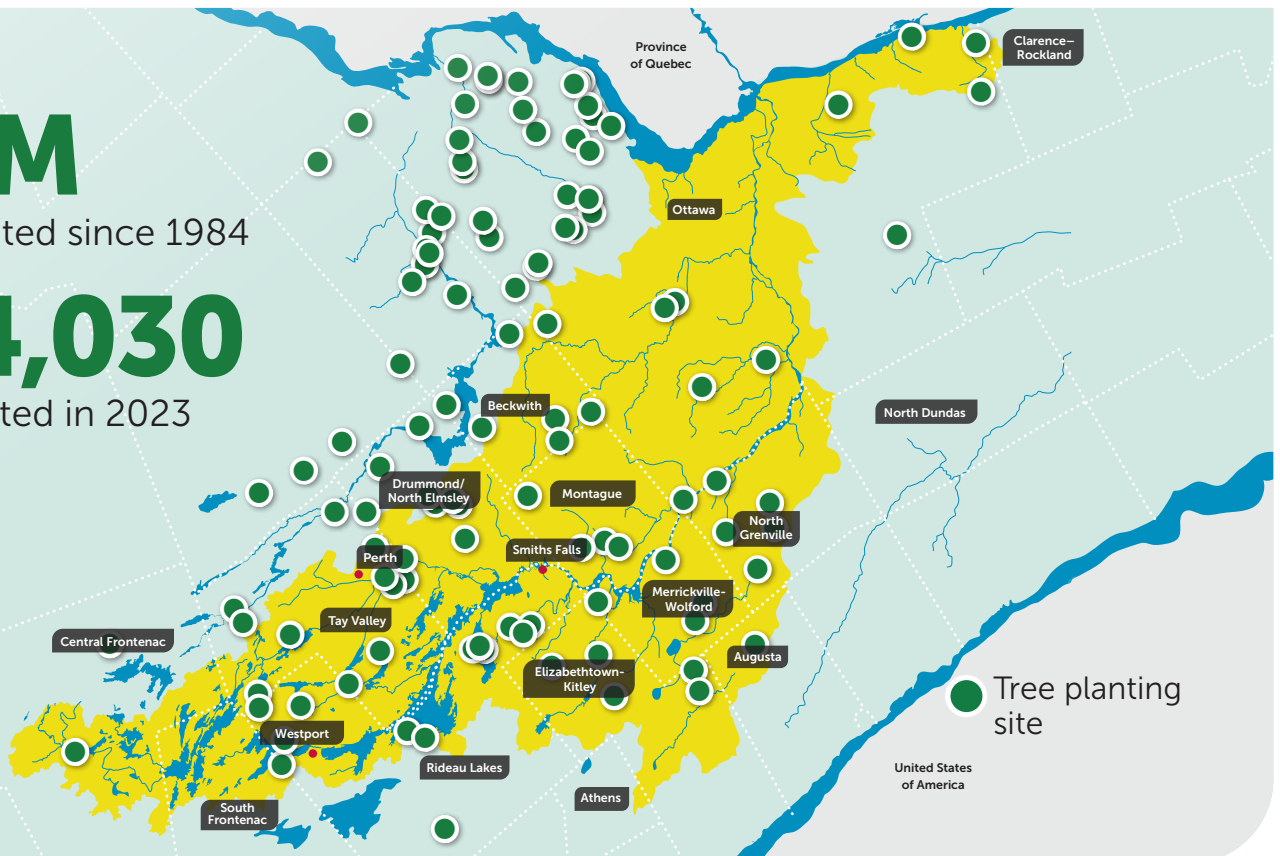 M
ted since 1984
4,030
ted in 2023
Province
of Quebec
Clarence–
Rockland
Ottawa
North Dundas
Beckwith
Drummond/
North Elmsley
Montague
North
Grenville
Smiths Falls
Perth
Merrickville-
Wolford
Tay Valley
Central Frontenac
Augusta
Elizabethtown-
Kitley
Westport
Rideau Lakes
Athens
South
Frontenac
Tree planting
site
United States
of America